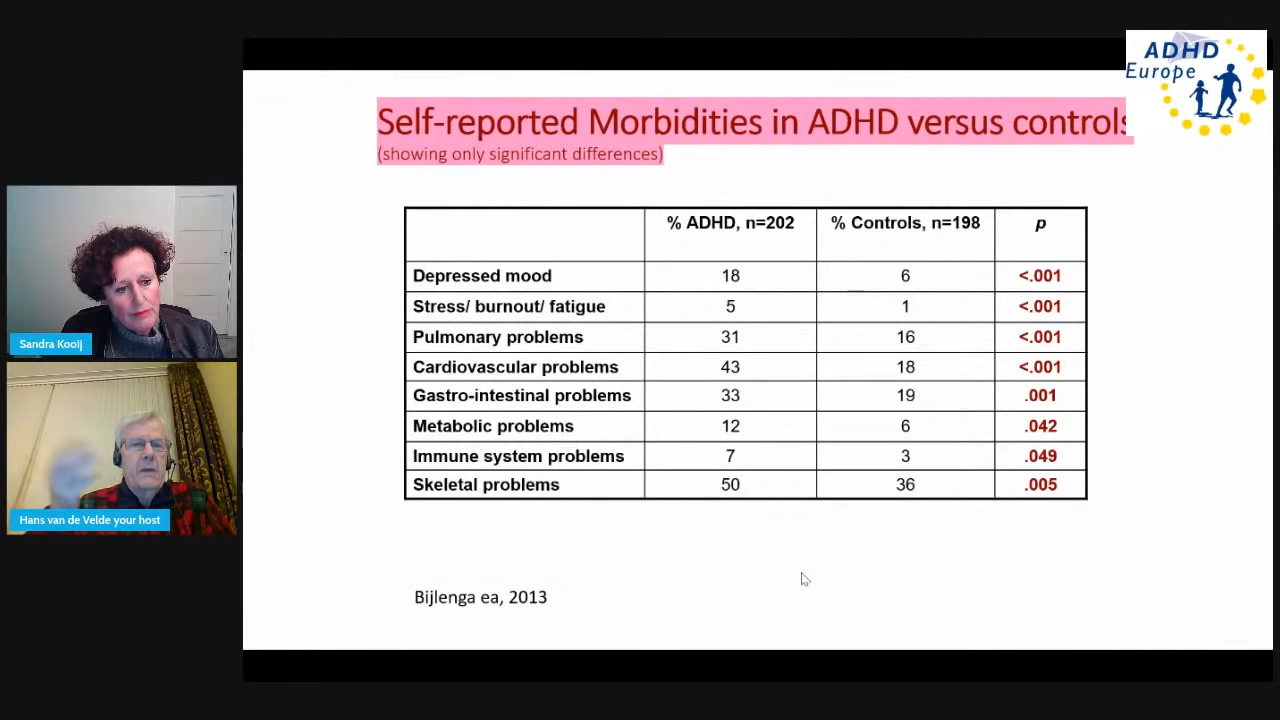 ADHD
Europe
Self-reported Morbidities in ADHD versus controls
(showing only significant differences)
% ADHD, n=202 % Controls, n=198 p
Depressed mood 18 6 <.001
Stress/ burnout/ fatigue 5 1 <.001
Pulmonary problems 31 16 <.001
Cardiovascular problems 43 18 <.001
Gastro-intestinal problems 33 19 .001
Metabolic problems 12 6 .042
Immune system problems 7 3 .049
Skeletal problems 50 36 .005
Bijlenga ea, 2013
Sandra Kooij
Hans van de Velde your host